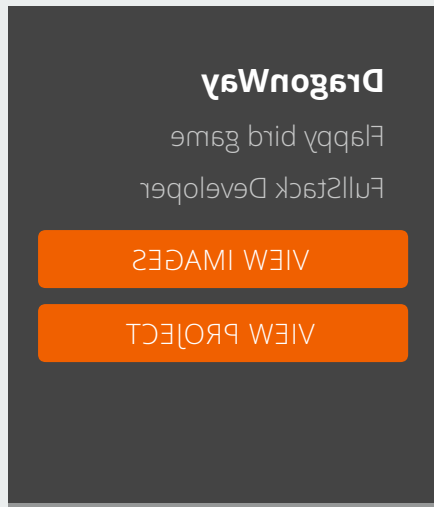 DragonWay
Flappy bird game
FullStack Developer
VIEW IMAGES
VIEW PROJECT